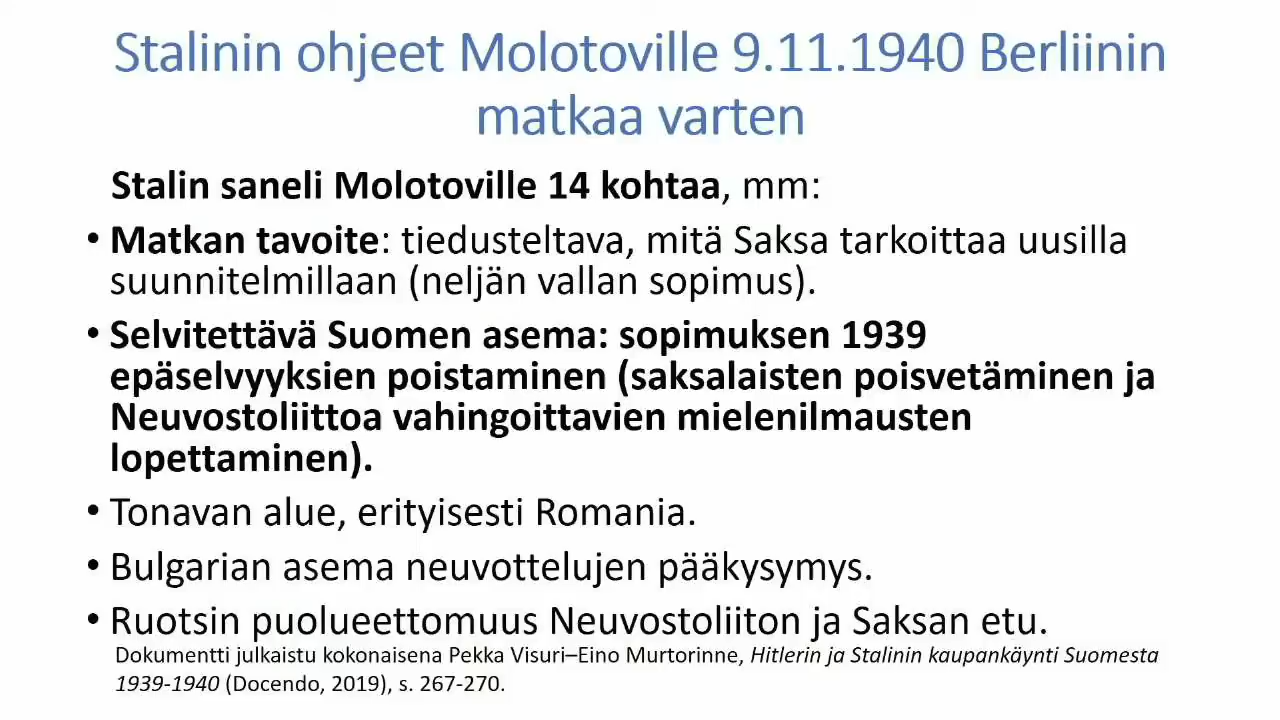 Stalinin ohjeet Molotoville 9.11.1940 Berliinin
matkaa varten
Stalin saneli Molotoville 14 kohtaa, mm:
• Matkan tavoite: tiedusteltava, mitä Saksa tarkoittaa uusilla
suunnitelmillaan (neljän vallan sopimus).
• Selvitettävä Suomen asema: sopimuksen 1939
epäselvyyksien poistaminen (saksalaisten poisvetäminen ja
Neuvostoliittoa vahingoittavien mielenilmausten
lopettaminen).
• Tonavan alue, erityisesti Romania.
• Bulgarian asema neuvottelujen pääkysymys.
• Ruotsin puolueettomuus Neuvostoliiton ja Saksan etu.
Dokumentti julkaistu kokonaisena Pekka Visuri–Eino Murtorinne, Hitlerin ja Stalinin kaupankäynti Suomesta
1939-1940 (Docendo, 2019), s. 267-270.